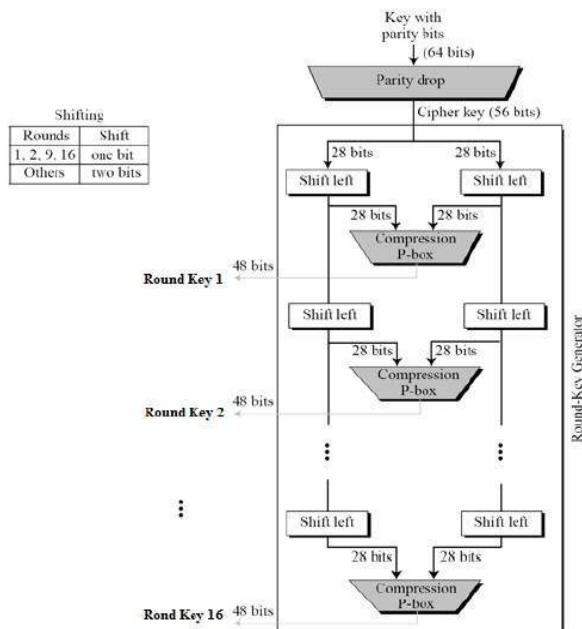 Key with
parity bits
(64 bits)
Parity drop
Cipher key (56 bits)
Shifting
Rounds Shift
1, 2, 9, 16 one bit
Others two bits
28 bits 28 bits
Shift left Shift left
28 bits 28 bits
Compression
P-box
48 bits
Round Key 1
Shift left Shift left
28 bits 28 bits
Compression
P-box
48 bits
Round Key 2
Round-Key Generator
Shift left Shift left
28 bits 28 bits
Compression
P-box
48 bits
Rond Key 16